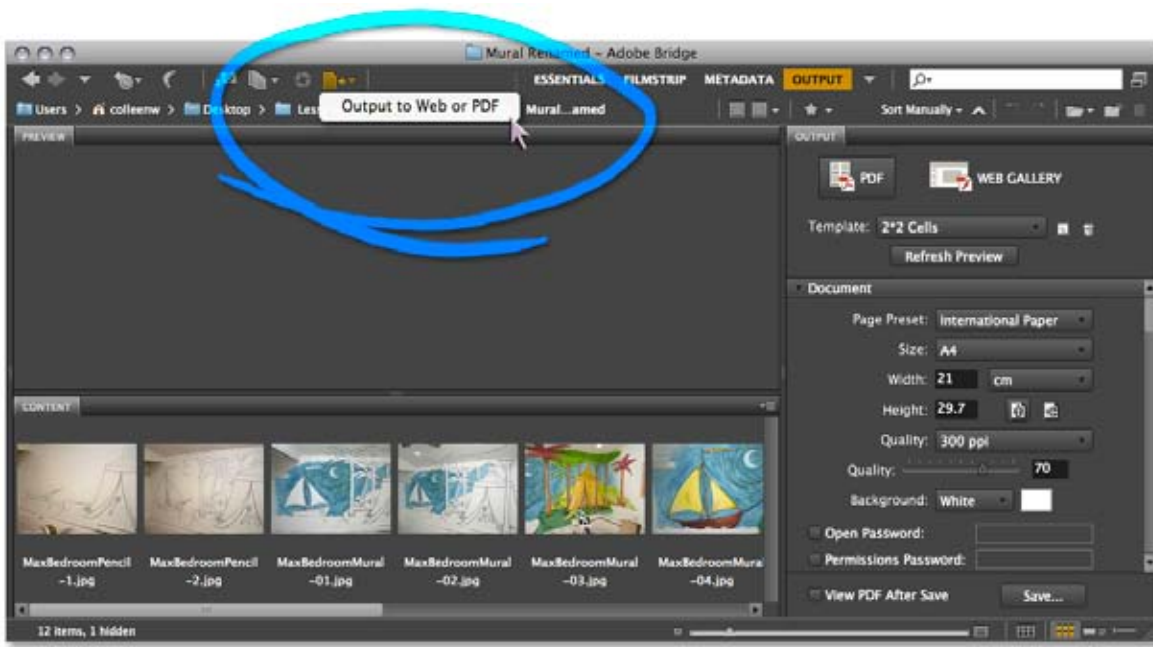 Mural Renamed - Adobe Bridge
ESSENTIALS FILMSTRIP METADATA OUTPUT
Users > colleenw > Desktop > Less Mural...amed Sort Manually
Output to Web or PDF
PREVIEW
OUTPUT
PDF WEB GALLERY
Template: 2*2 Cells
Refresh Preview
Document
Page Preset: International Paper
Size: A4
Width: 21 cm
Height: 29.7
Quality: 300 ppi
Quality: 70
Background: White
Open Password:
Permissions Password:
View PDF After Save Save...
CONTENT
MaxBedroomPencil
-1.jpg
MaxBedroomPencil
-2.jpg
MaxBedroomMural
-01.jpg
MaxBedroomMural
-02.jpg
MaxBedroomMural
-03.jpg
MaxBedroomMura
-04.jpg
12 items, 1 hidden